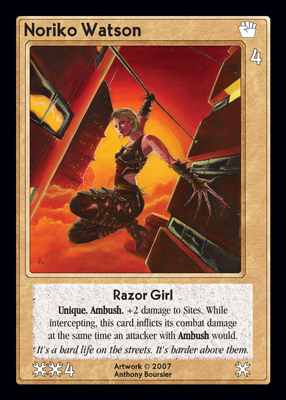 Noriko Watson
4
Razor Girl
Unique. Ambush. +2 damage to Sites. While
intercepting, this card inflicts its combat damage
at the same time an attacker with Ambush would.
It's a hard life on the streets. It's harder above them.
4
Artwork © 2007
Anthony Boursier